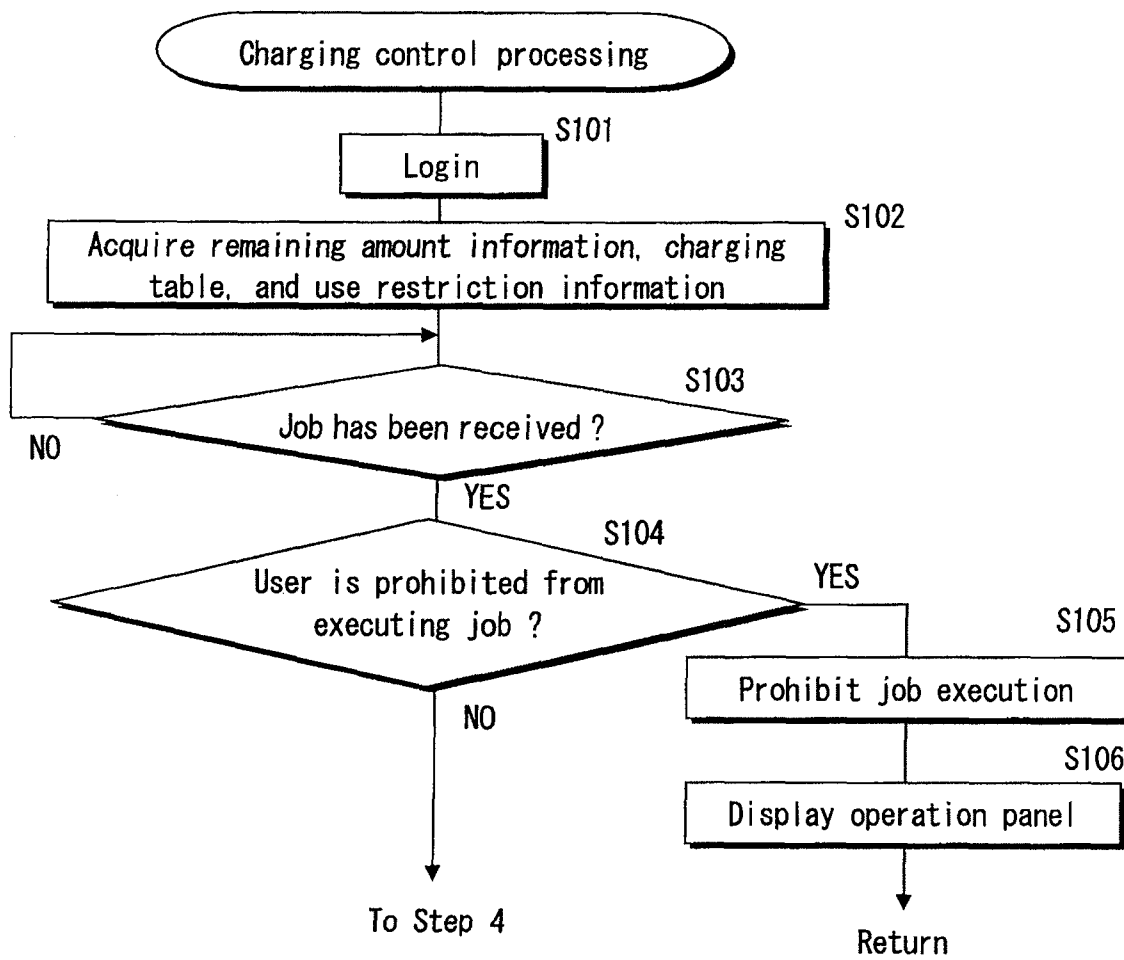 Charging control processing
S101
Login
S102
Acquire remaining amount information, charging
table, and use restriction information
S103
Job has been received ?
NO
YES
S104
User is prohibited from
executing job ?
YES
S105
Prohibit job execution
NO
S106
Display operation panel
To Step 4
Return